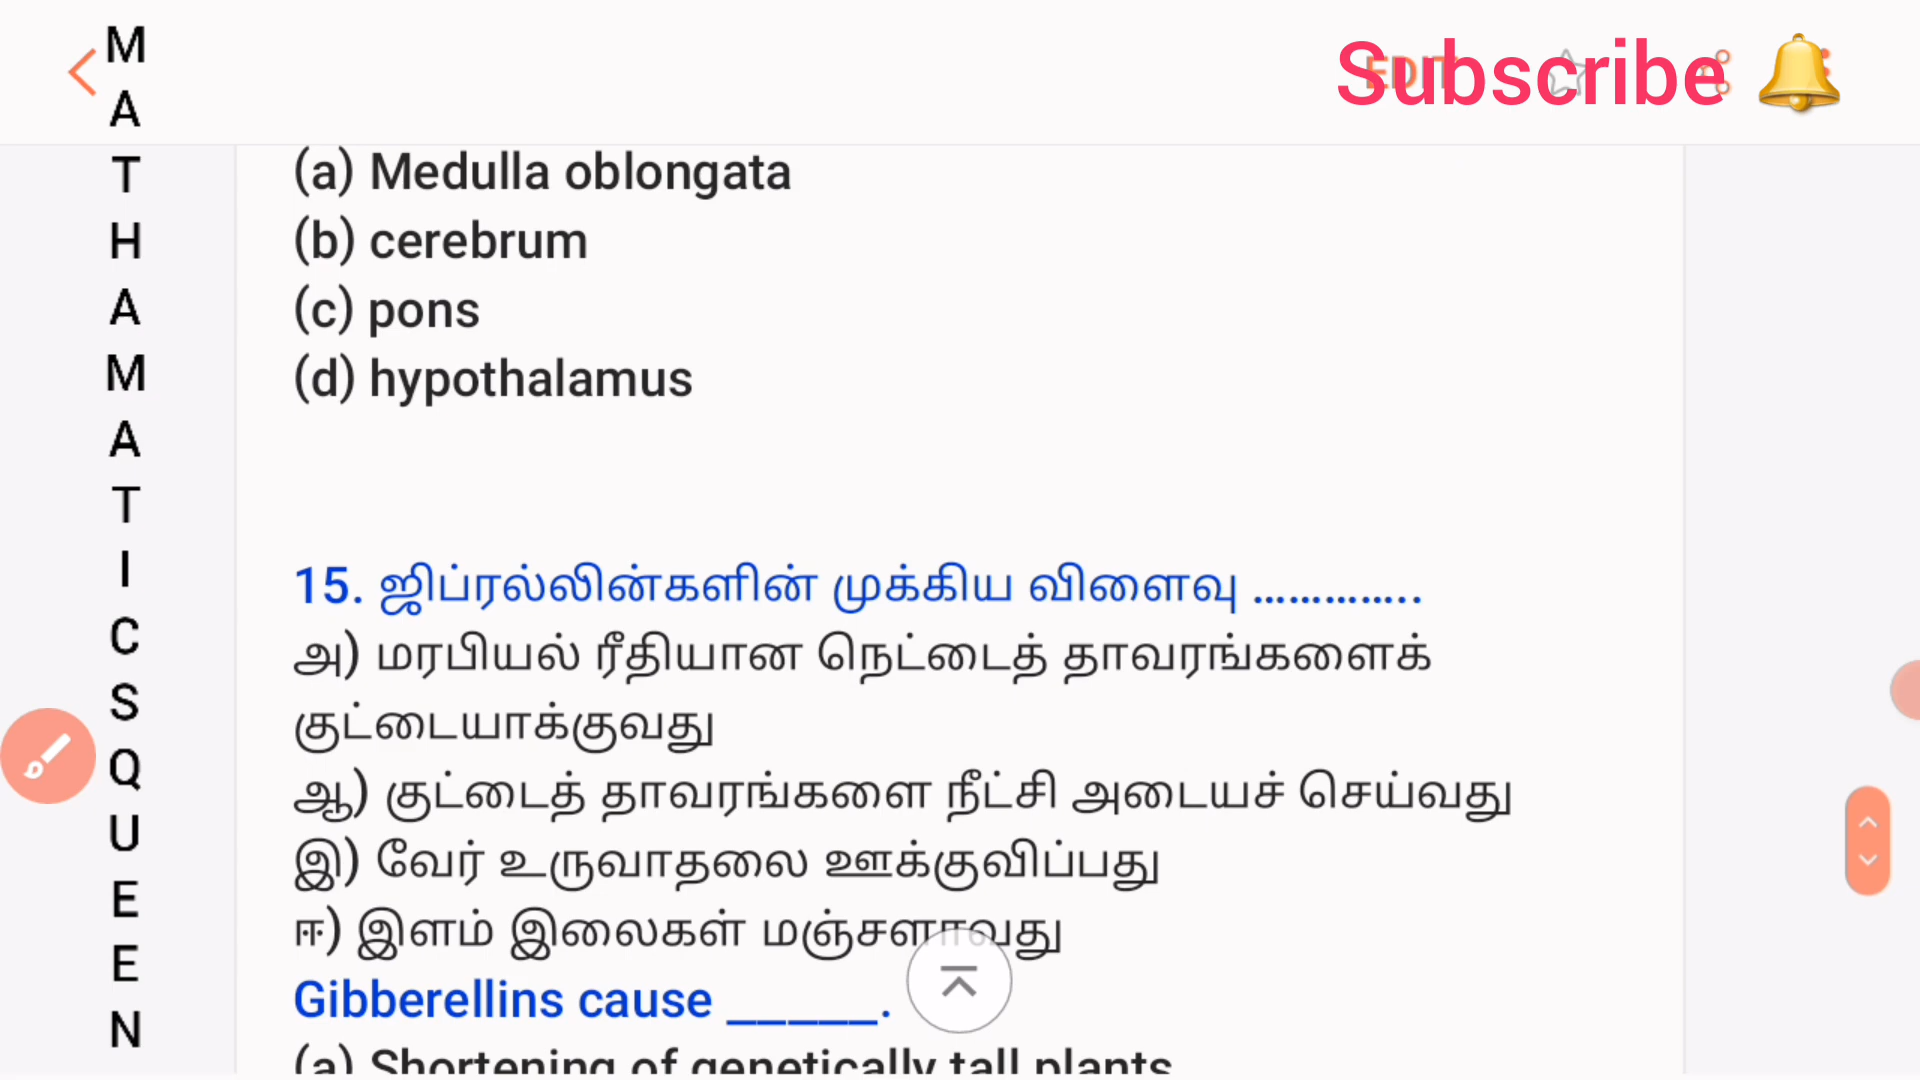 MATHAMATICSQUEEN
EDIT
Subscribe 🔔
(a) Medulla oblongata
(b) cerebrum
(c) pons
(d) hypothalamus
15. ஜிப்ரல்லின்களின் முக்கிய விளைவு …………..
அ) மரபியல் ரீதியான நெட்டைத் தாவரங்களைக்
குட்டையாக்குவது
ஆ) குட்டைத் தாவரங்களை நீட்சி அடையச் செய்வது
இ) வேர் உருவாதலை ஊக்குவிப்பது
ஈ) இளம் இலைகள் மஞ்சளாவது
Gibberellins cause _____.
(a) Shortening of genetically tall plants